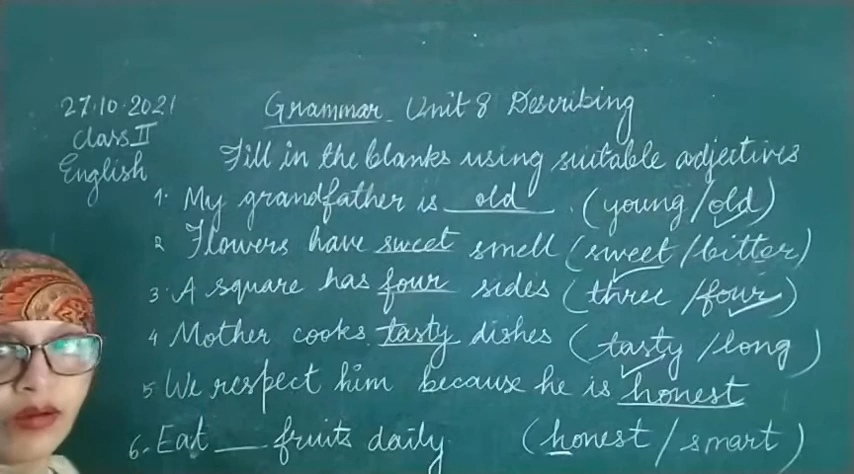 27.10.2021
Class II
English
Grammar Unit 8 Describing
Fill in the blanks using suitable adjectives
1. My grandfather is old. (young/old)
2 Flowers have sweet smell (sweet/bitter)
3. A square has four sides (three/four)
4 Mother cooks tasty dishes (tasty/long)
5 We respect him because he is honest
6. Eat ___ fruits daily (honest/smart)